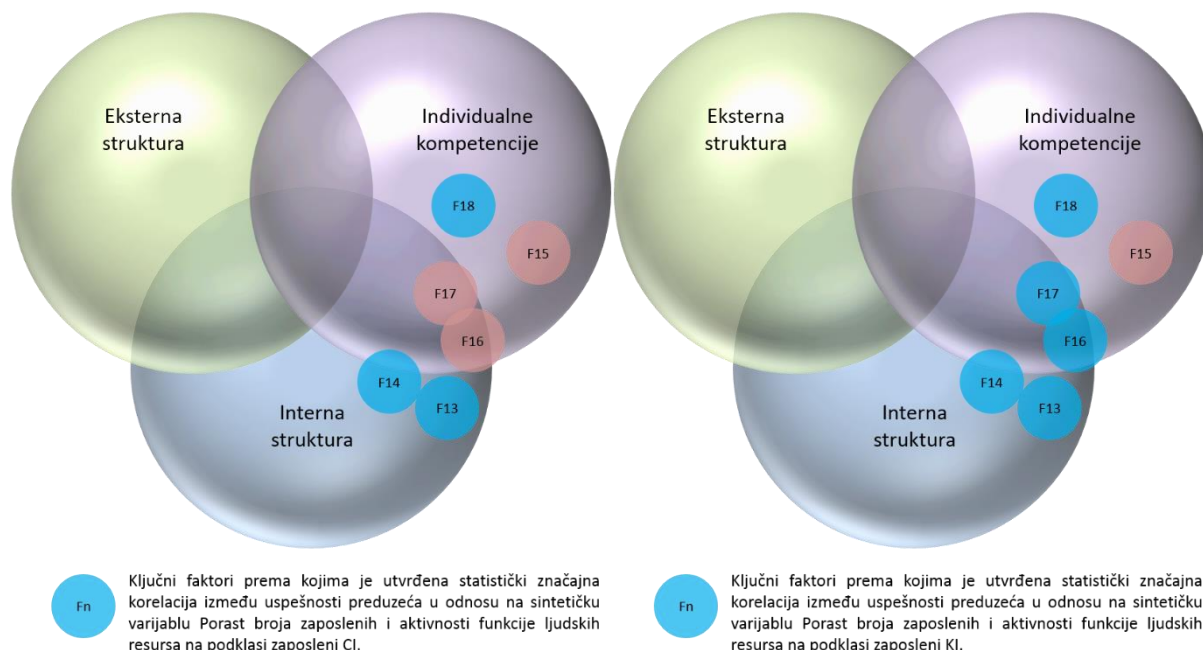 Eksterna
struktura
Individualne
kompetencije
F18
F15
F17
F16
F14
F13
Interna
struktura
Fn
Ključni faktori prema kojima je utvrđena statistički značajna
korelacija između uspešnosti preduzeća u odnosu na sintetičku
varijablu Porast broja zaposlenih i aktivnosti funkcije ljudskih
resursa na podklasi zaposleni CI.
Eksterna
struktura
Individualne
kompetencije
F18
F15
F17
F16
F14
F13
Interna
struktura
Fn
Ključni faktori prema kojima je utvrđena statistički značajna
korelacija između uspešnosti preduzeća u odnosu na sintetičku
varijablu Porast broja zaposlenih i aktivnosti funkcije ljudskih
resursa na podklasi zaposleni KI.